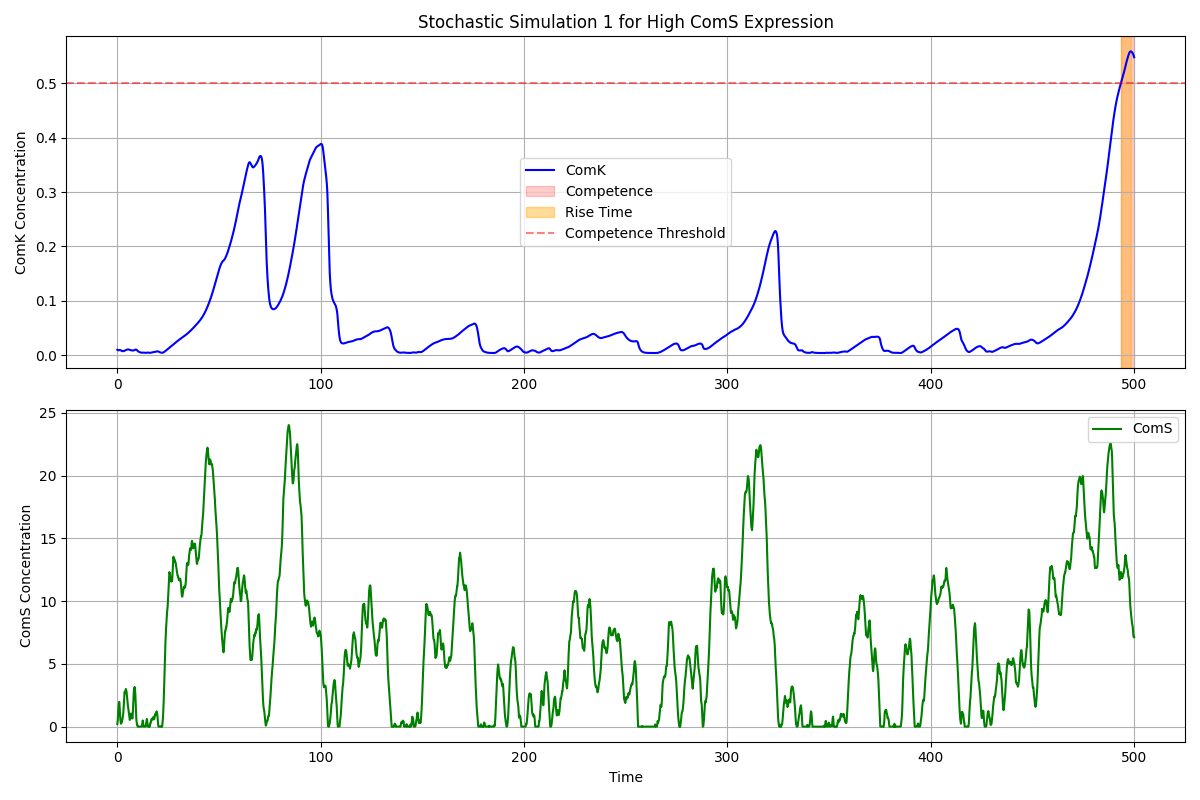 Stochastic Simulation 1 for High ComS Expression
ComK Concentration
0.5
0.4
0.3
0.2
0.1
0.0
ComK
Competence
Rise Time
Competence Threshold
0 100 200 300 400 500
ComS Concentration
25
20
15
10
5
0
ComS
0 100 200 300 400 500
Time